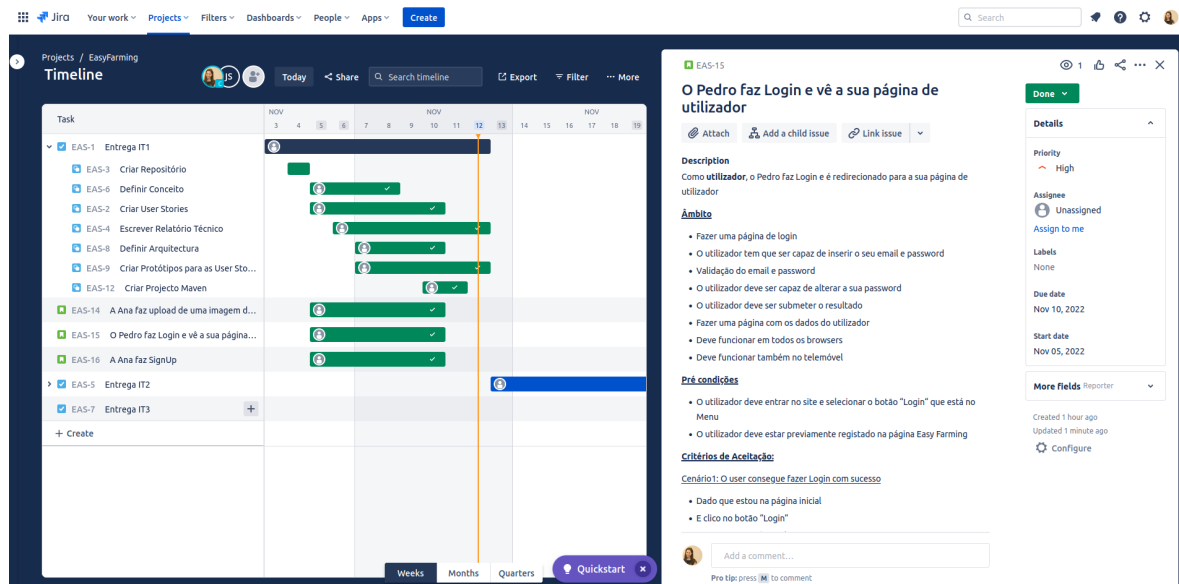 Jira
Your work
Projects
Filters
Dashboards
People
Apps
Create
Search
Projects / EasyFarming
Timeline
JS
Today
Share
Search timeline
Export
Filter
More
Task
NOV
NOV
NOV
3 4 5 6 7 8 9 10 11 12 13 14 15 16 17 18 19
EAS-1 Entrega IT1
EAS-3 Criar Repositório
EAS-6 Definir Conceito
EAS-2 Criar User Stories
EAS-4 Escrever Relatório Técnico
EAS-8 Definir Arquitectura
EAS-9 Criar Protótipos para as User Sto...
EAS-12 Criar Projecto Maven
EAS-14 A Ana faz upload de uma imagem d...
EAS-15 O Pedro faz Login e vê a sua página...
EAS-16 A Ana faz SignUp
EAS-5 Entrega IT2
EAS-7 Entrega IT3
+ Create
Weeks
Months
Quarters
Quickstart
EAS-15
1
O Pedro faz Login e vê a sua página de
utilizador
Attach
Add a child issue
Link issue
Description
Como utilizador, o Pedro faz Login e é redirecionado para a sua página de
utilizador
Âmbito
• Fazer uma página de login
• O utilizador tem que ser capaz de inserir o seu email e password
• Validação do email e password
• O utilizador deve ser capaz de alterar a sua password
• O utilizador deve ser submeter o resultado
• Fazer uma página com os dados do utilizador
• Deve funcionar em todos os browsers
• Deve funcionar também no telemóvel
Pré condições
• O utilizador deve entrar no site e selecionar o botão "Login" que está no
Menu
• O utilizador deve estar previamente registado na página Easy Farming
Critérios de Aceitação:
Cenário1: O user consegue fazer Login com sucesso
• Dado que estou na página inicial
• E clico no botão "Login"
Add a comment...
Pro tip: press M to comment
Done
Details
Priority
High
Assignee
Unassigned
Assign to me
Labels
None
Due date
Nov 10, 2022
Start date
Nov 05, 2022
More fields Reporter
Created 1 hour ago
Updated 1 minute ago
Configure